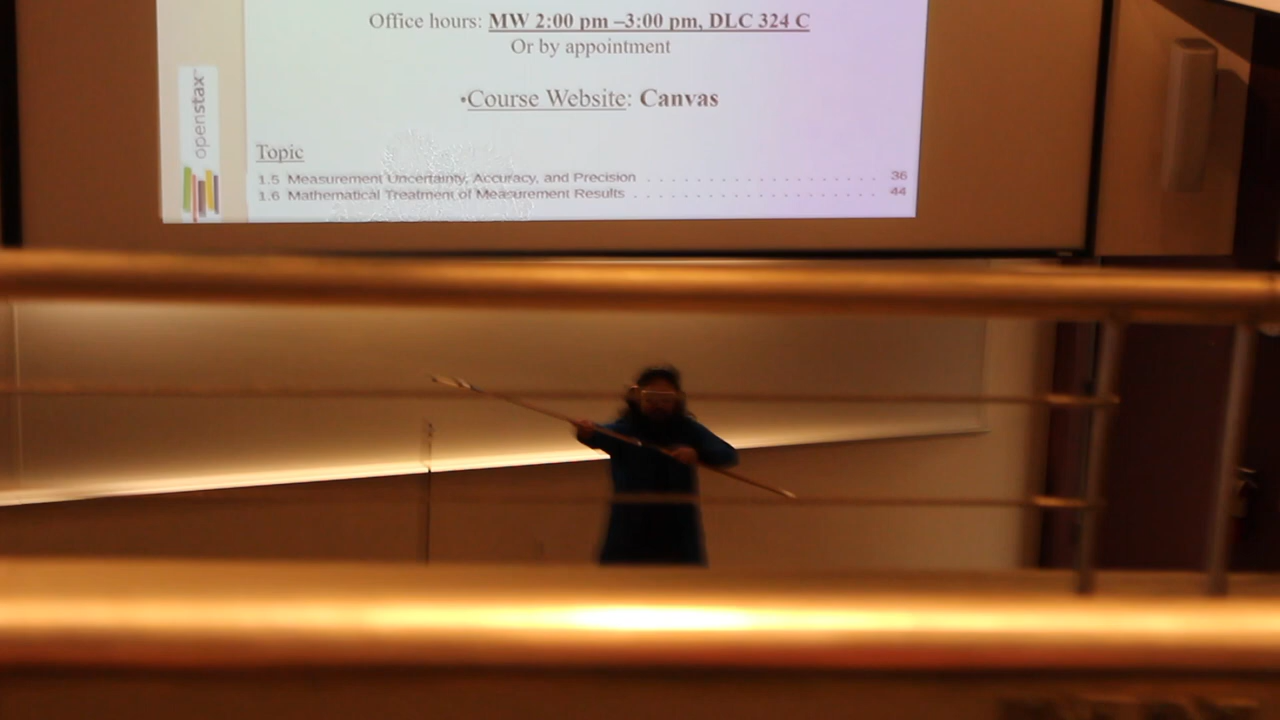 Office hours: MW 2:00 pm –3:00 pm, DLC 324 C
Or by appointment
•Course Website: Canvas
openstax™
Topic
1.5 Measurement Uncertainty, Accuracy, and Precision . . . . . . . . . . . . . . . . . . . . . . 36
1.6 Mathematical Treatment of Measurement Results . . . . . . . . . . . . . . . . . . . . . . . 44